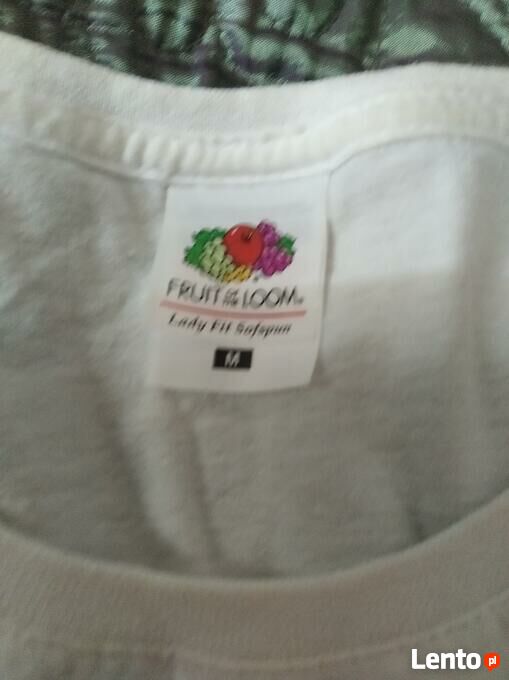 FRUIT OF THE LOOM®
Lady Fit Sofspun
M
Lento.pl